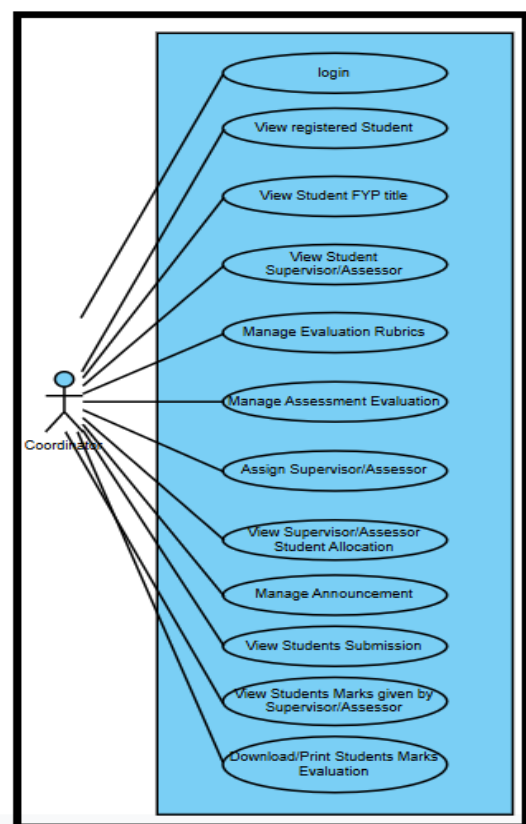 login
View registered Student
View Student FYP title
View Student
Supervisor/Assessor
Manage Evaluation Rubrics
Manage Assessment Evaluation
Coordinator
Assign Supervisor/Assessor
View Supervisor/Assessor
Student Allocation
Manage Announcement
View Students Submission
View Students Marks given by
Supervisor/Assessor
Download/Print Students Marks
Evaluation